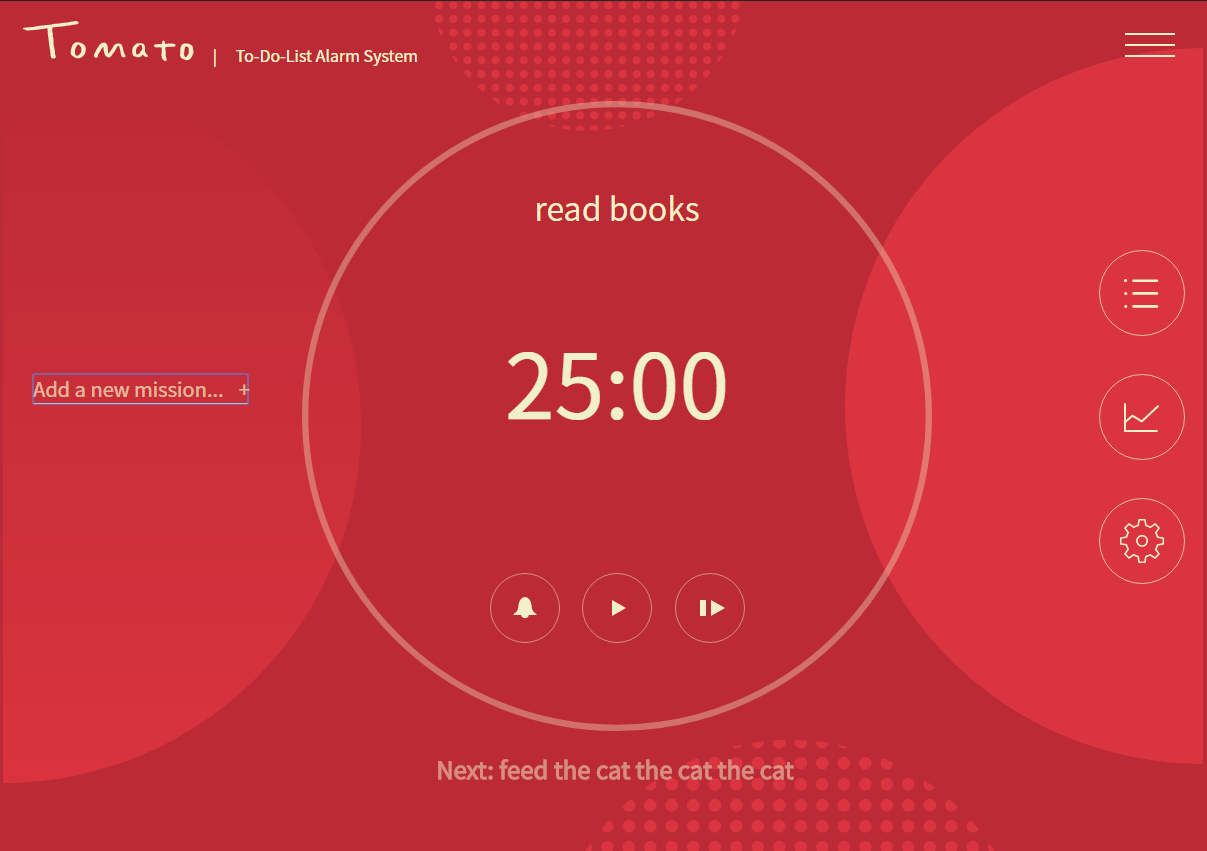 Tomato | To-Do-List Alarm System
read books
25:00
Add a new mission... +
Next: feed the cat the cat the cat